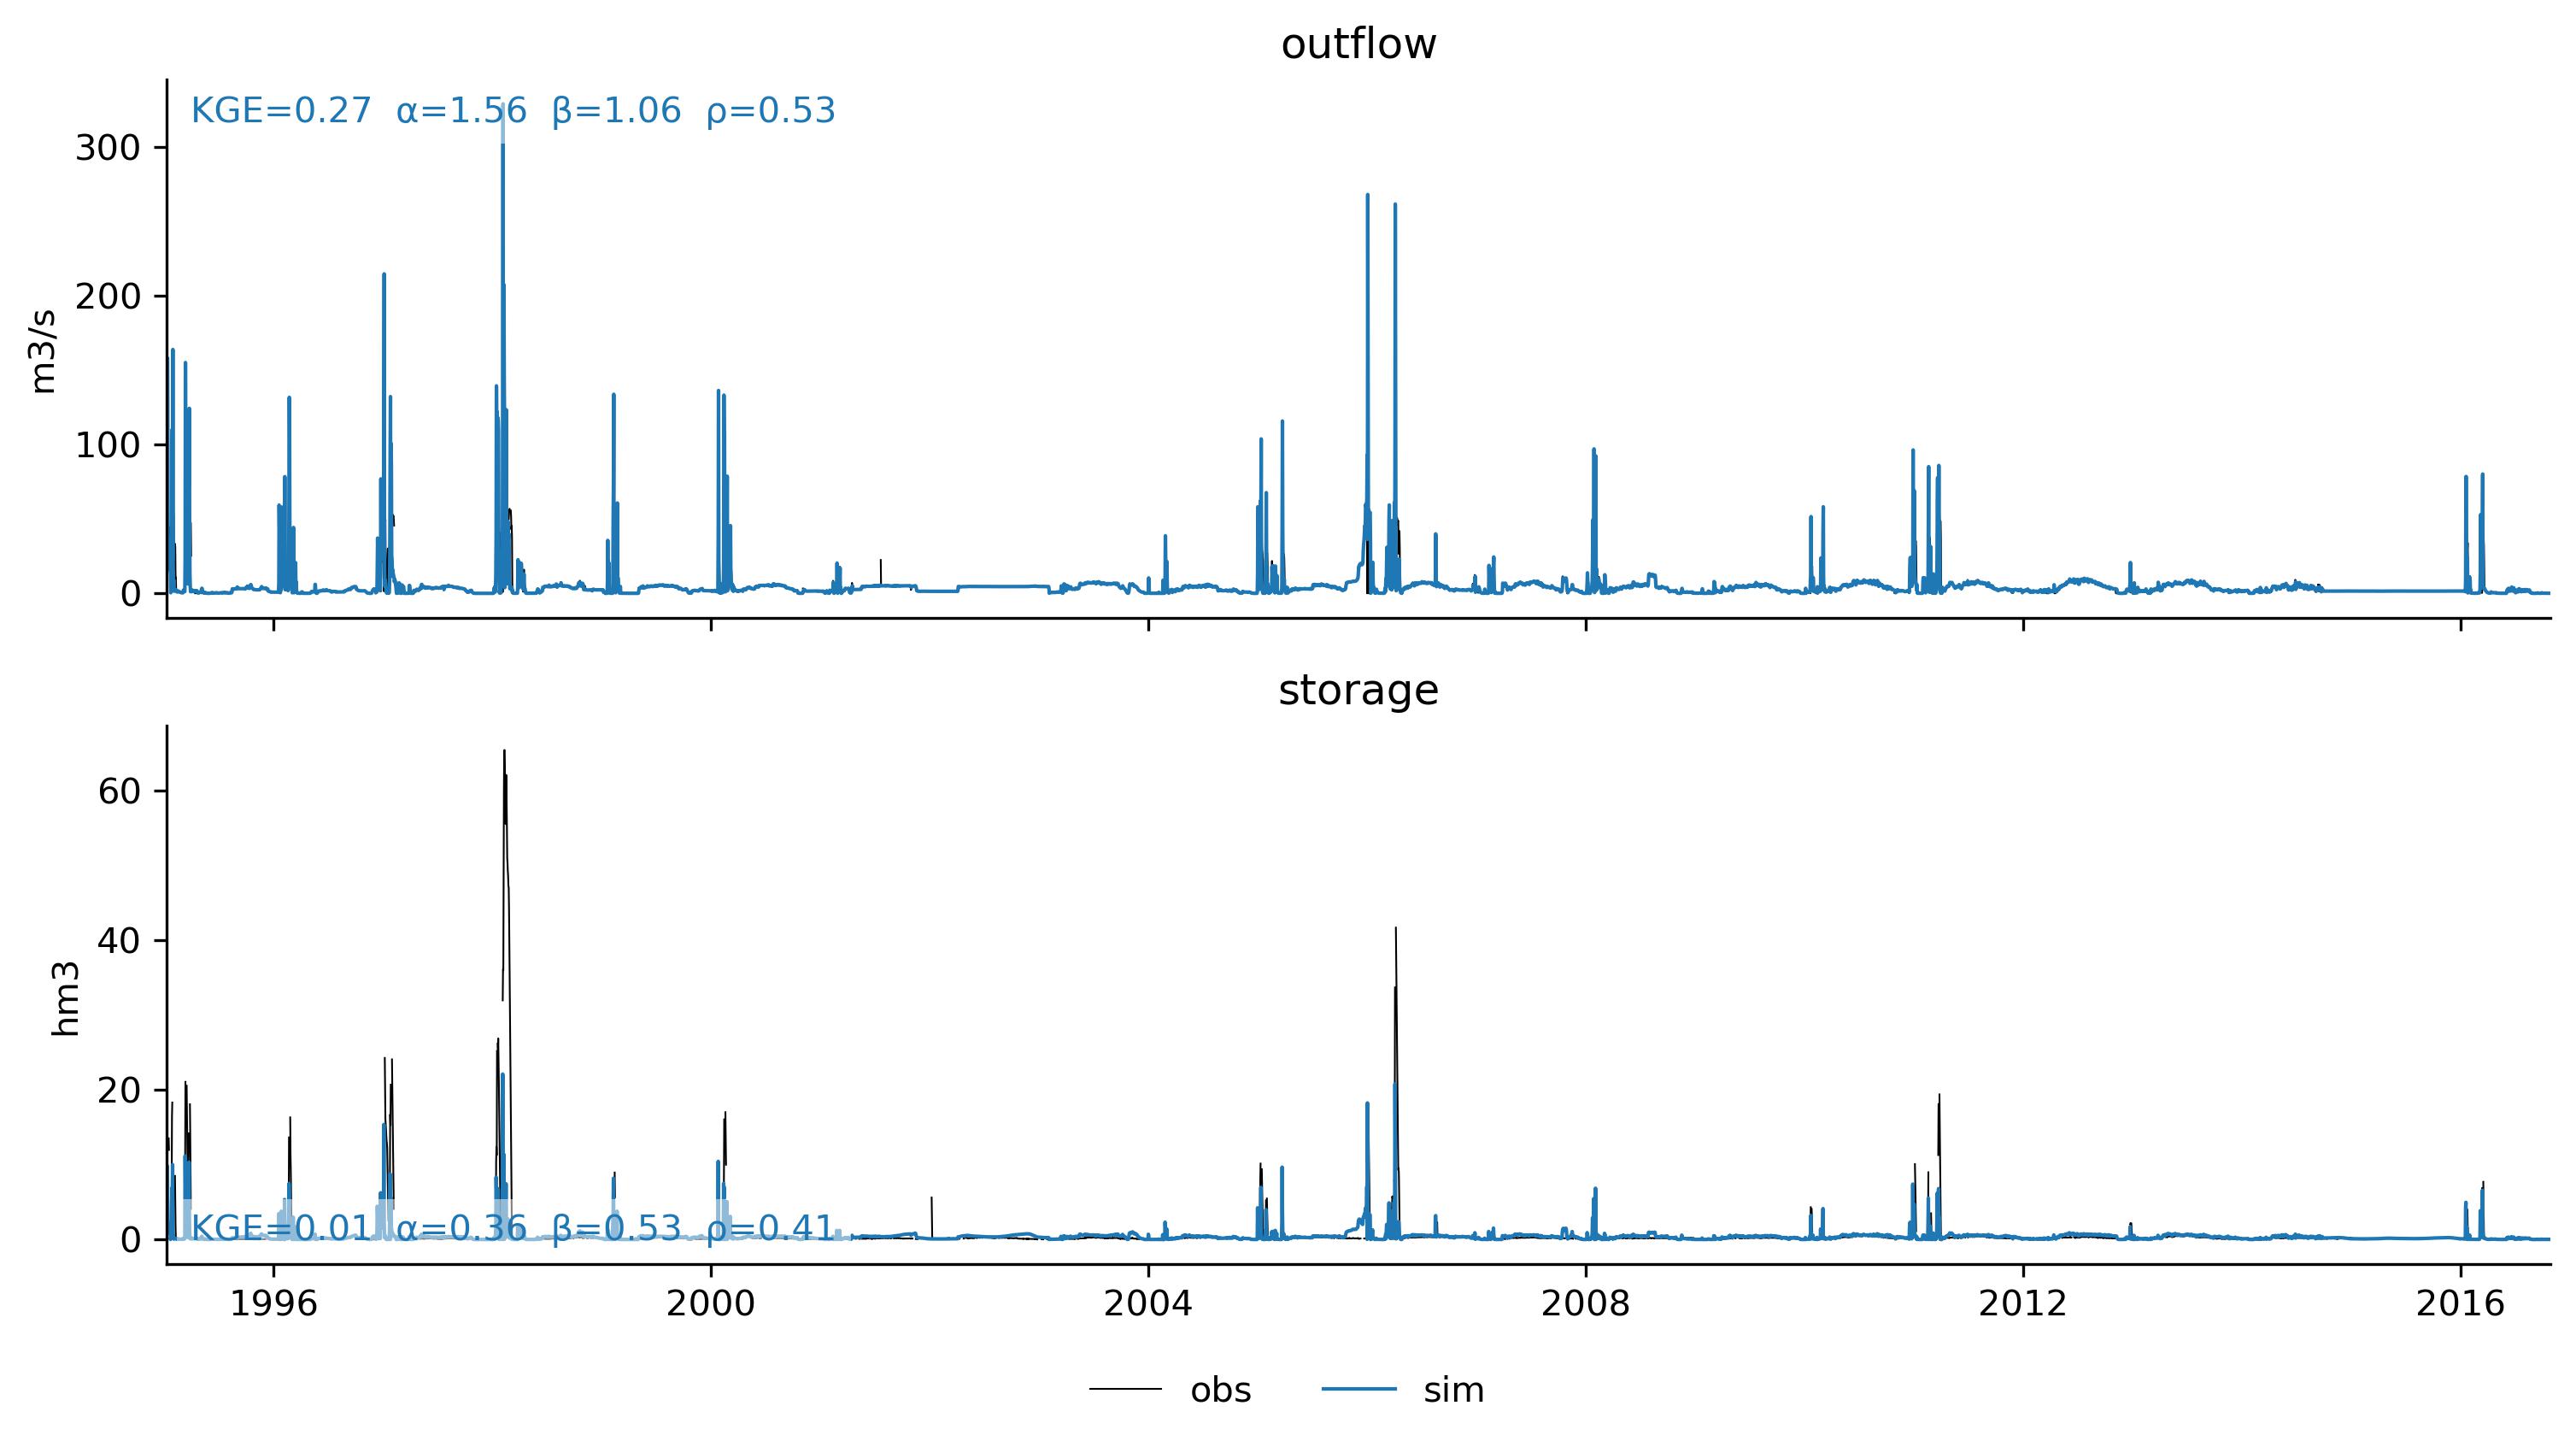 outflow
KGE=0.27 α=1.56 β=1.06 ρ=0.53
300
200
100
0
m3/s
storage
60
40
20
0
hm3
KGE=0.01 α=0.36 β=0.53 ρ=0.41
1996 2000 2004 2008 2012 2016
obs sim